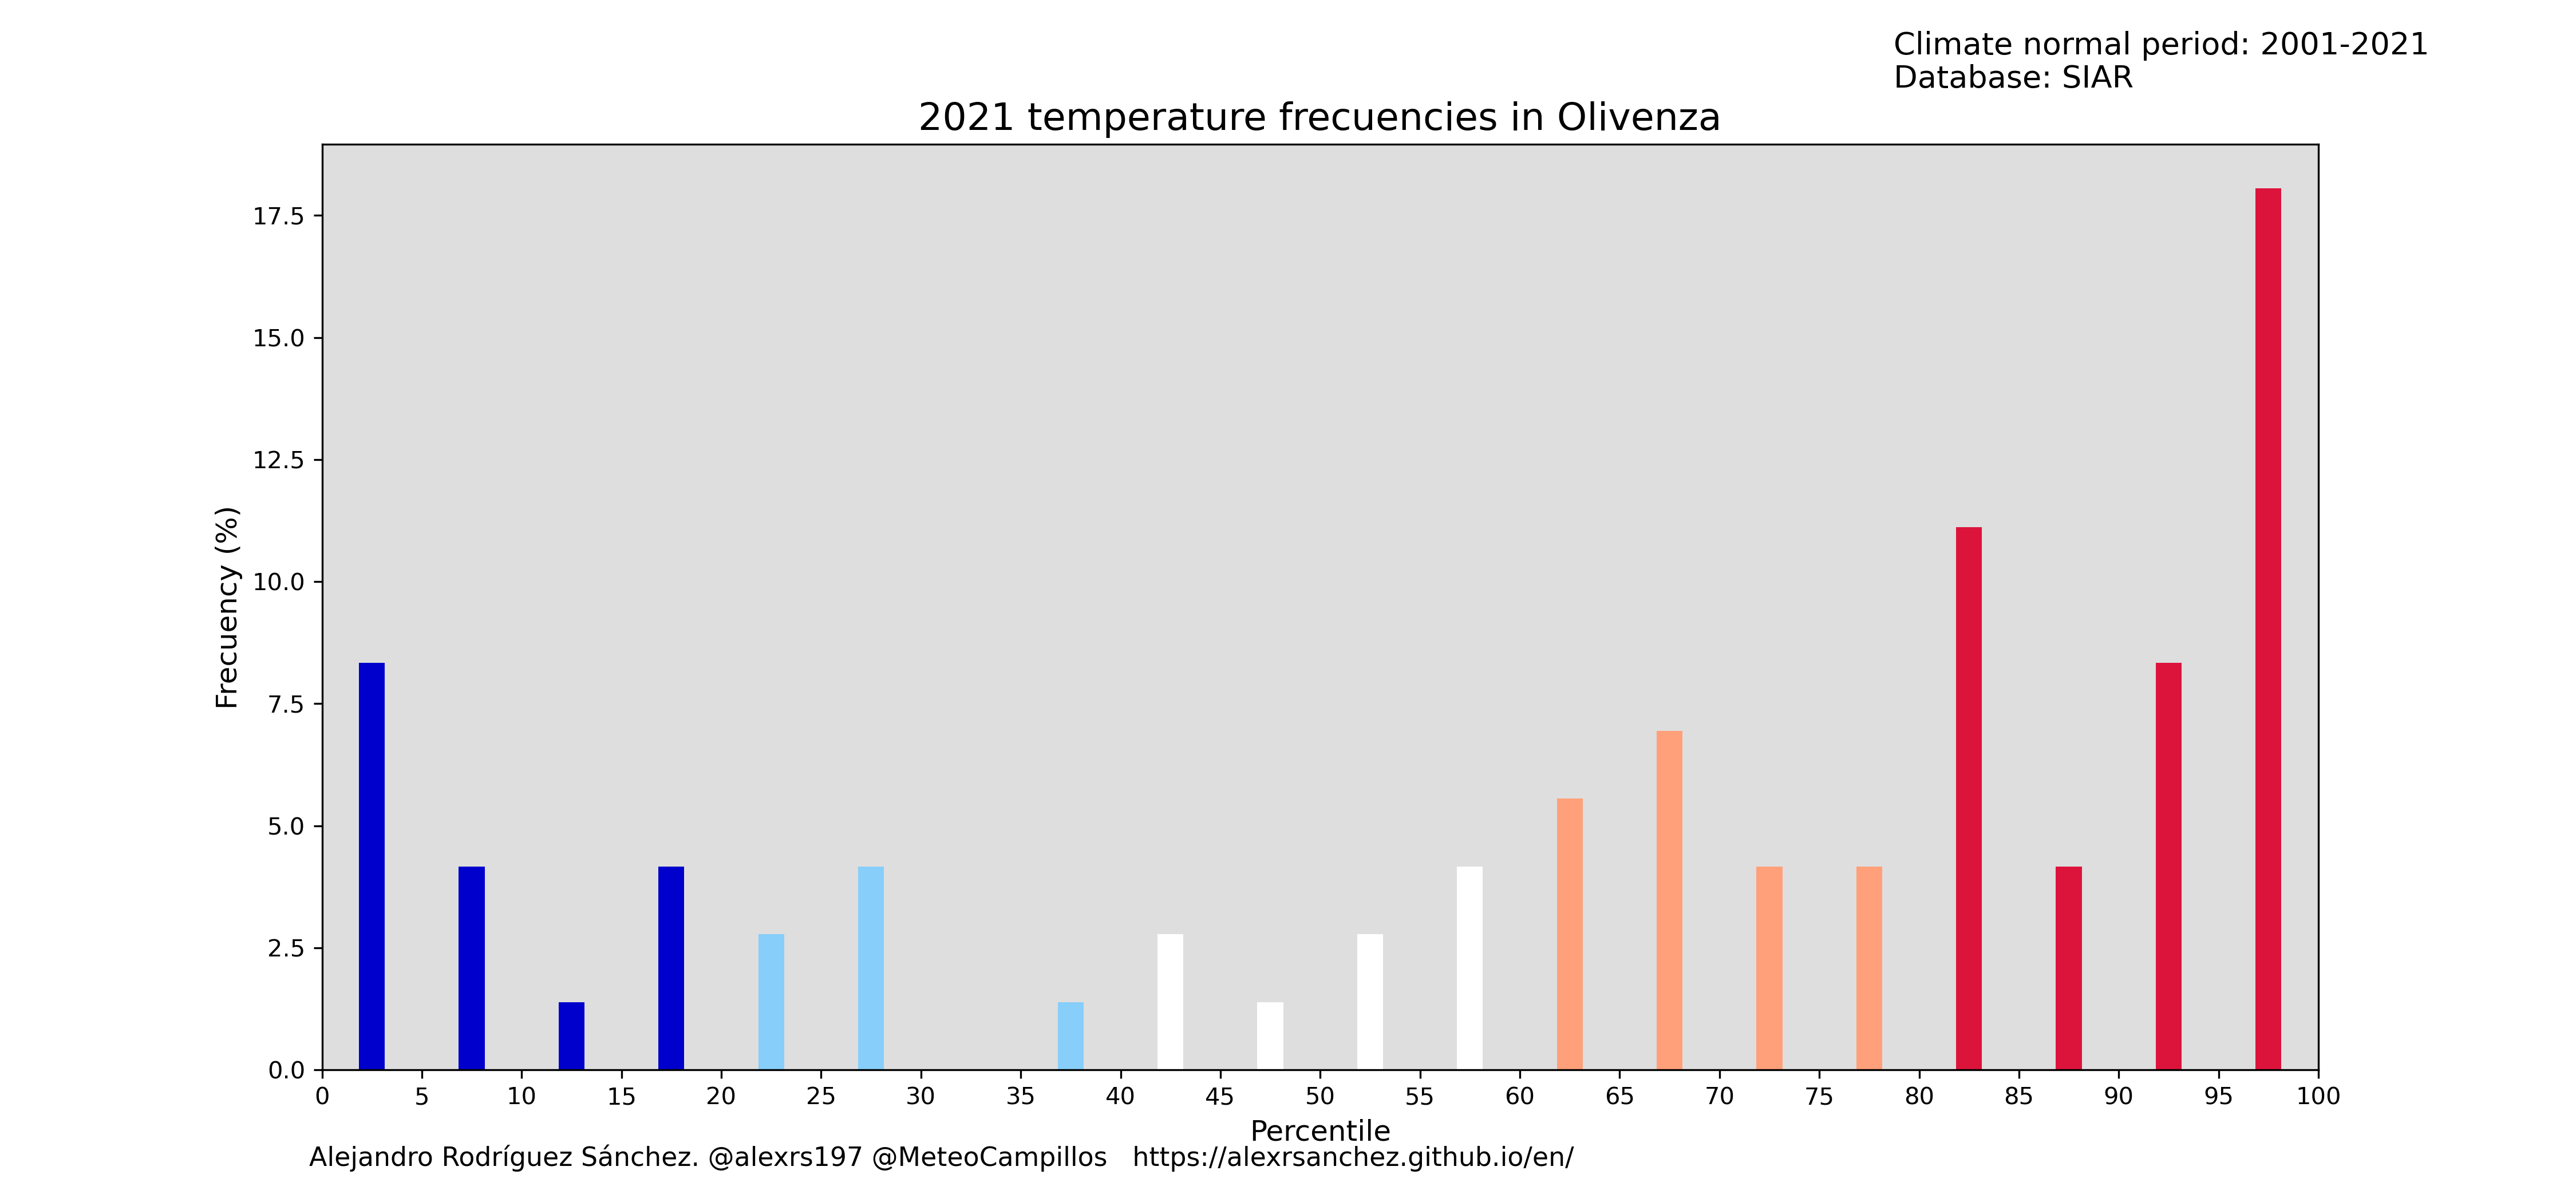 Climate normal period: 2001-2021
Database: SIAR
2021 temperature frecuencies in Olivenza
Frecuency (%)
17.5
15.0
12.5
10.0
7.5
5.0
2.5
0.0
0 5 10 15 20 25 30 35 40 45 50 55 60 65 70 75 80 85 90 95 100
Percentile
Alejandro Rodríguez Sánchez. @alexrs197 @MeteoCampillos https://alexrsanchez.github.io/en/